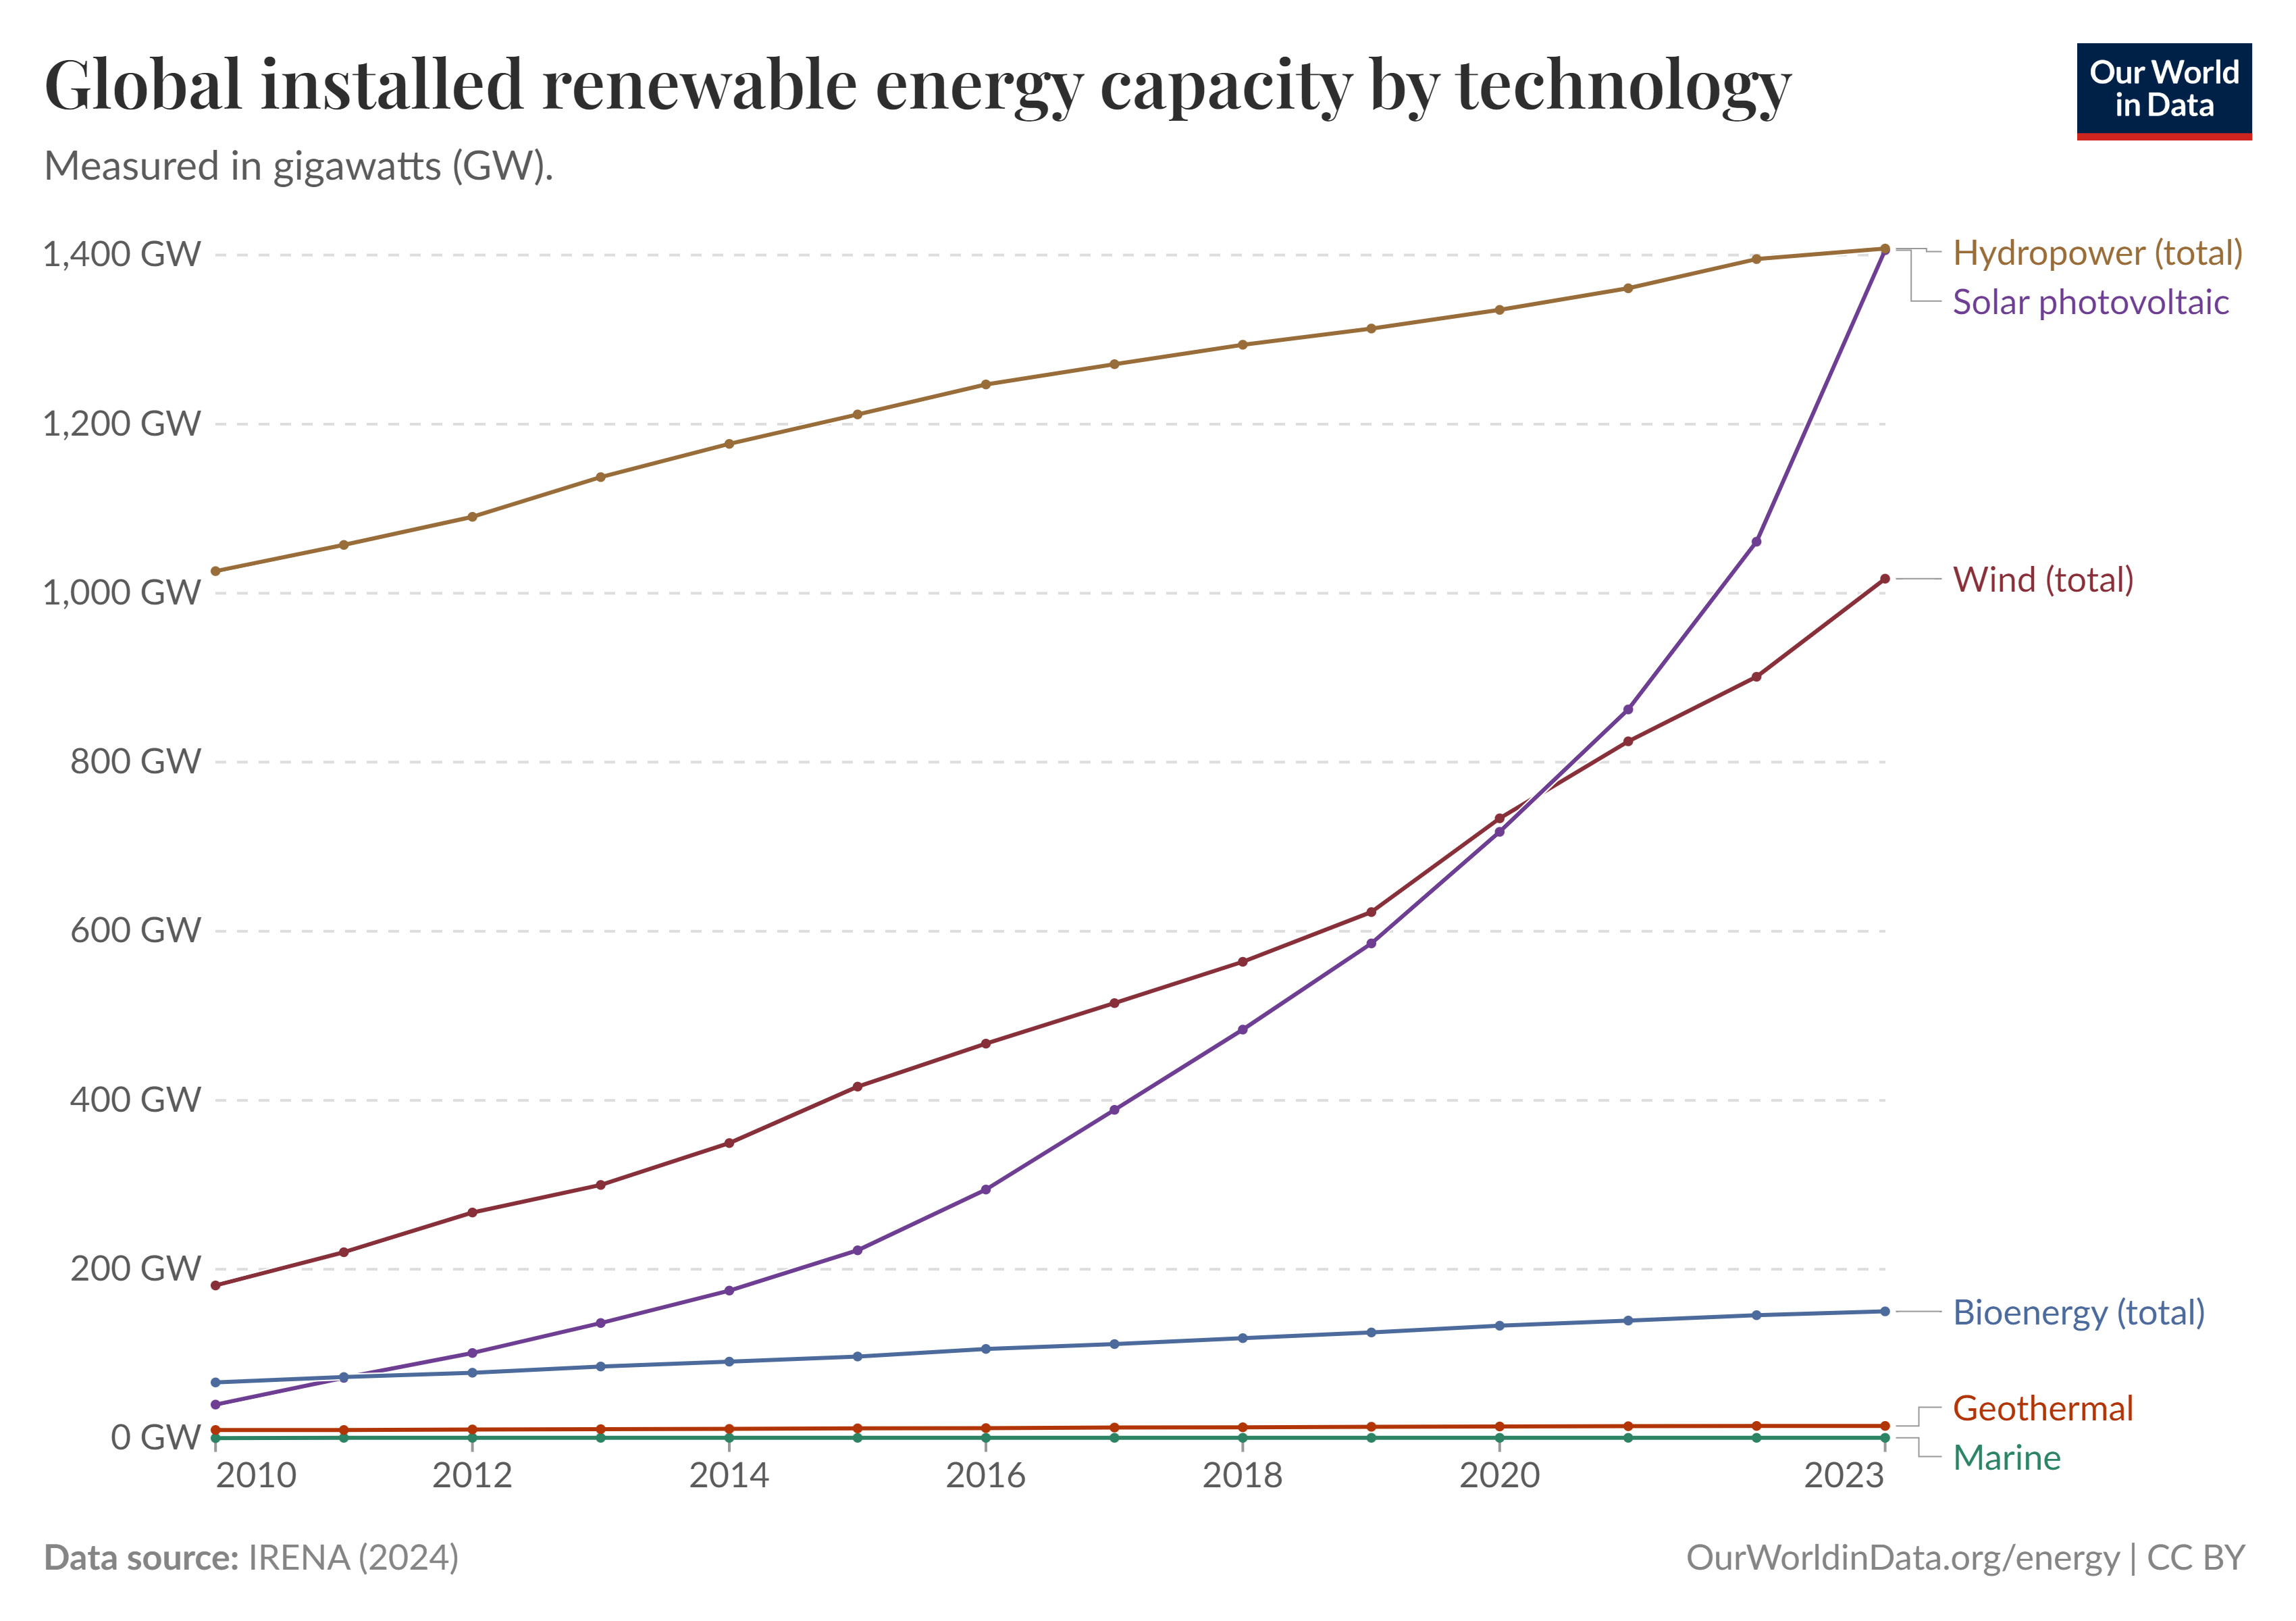 Global installed renewable energy capacity by technology
Our World
in Data
Measured in gigawatts (GW).
1,400 GW
1,200 GW
1,000 GW
800 GW
600 GW
400 GW
200 GW
0 GW
Hydropower (total)
Solar photovoltaic
Wind (total)
Bioenergy (total)
Geothermal
Marine
2010 2012 2014 2016 2018 2020 2023
Data source: IRENA (2024)
OurWorldinData.org/energy | CC BY